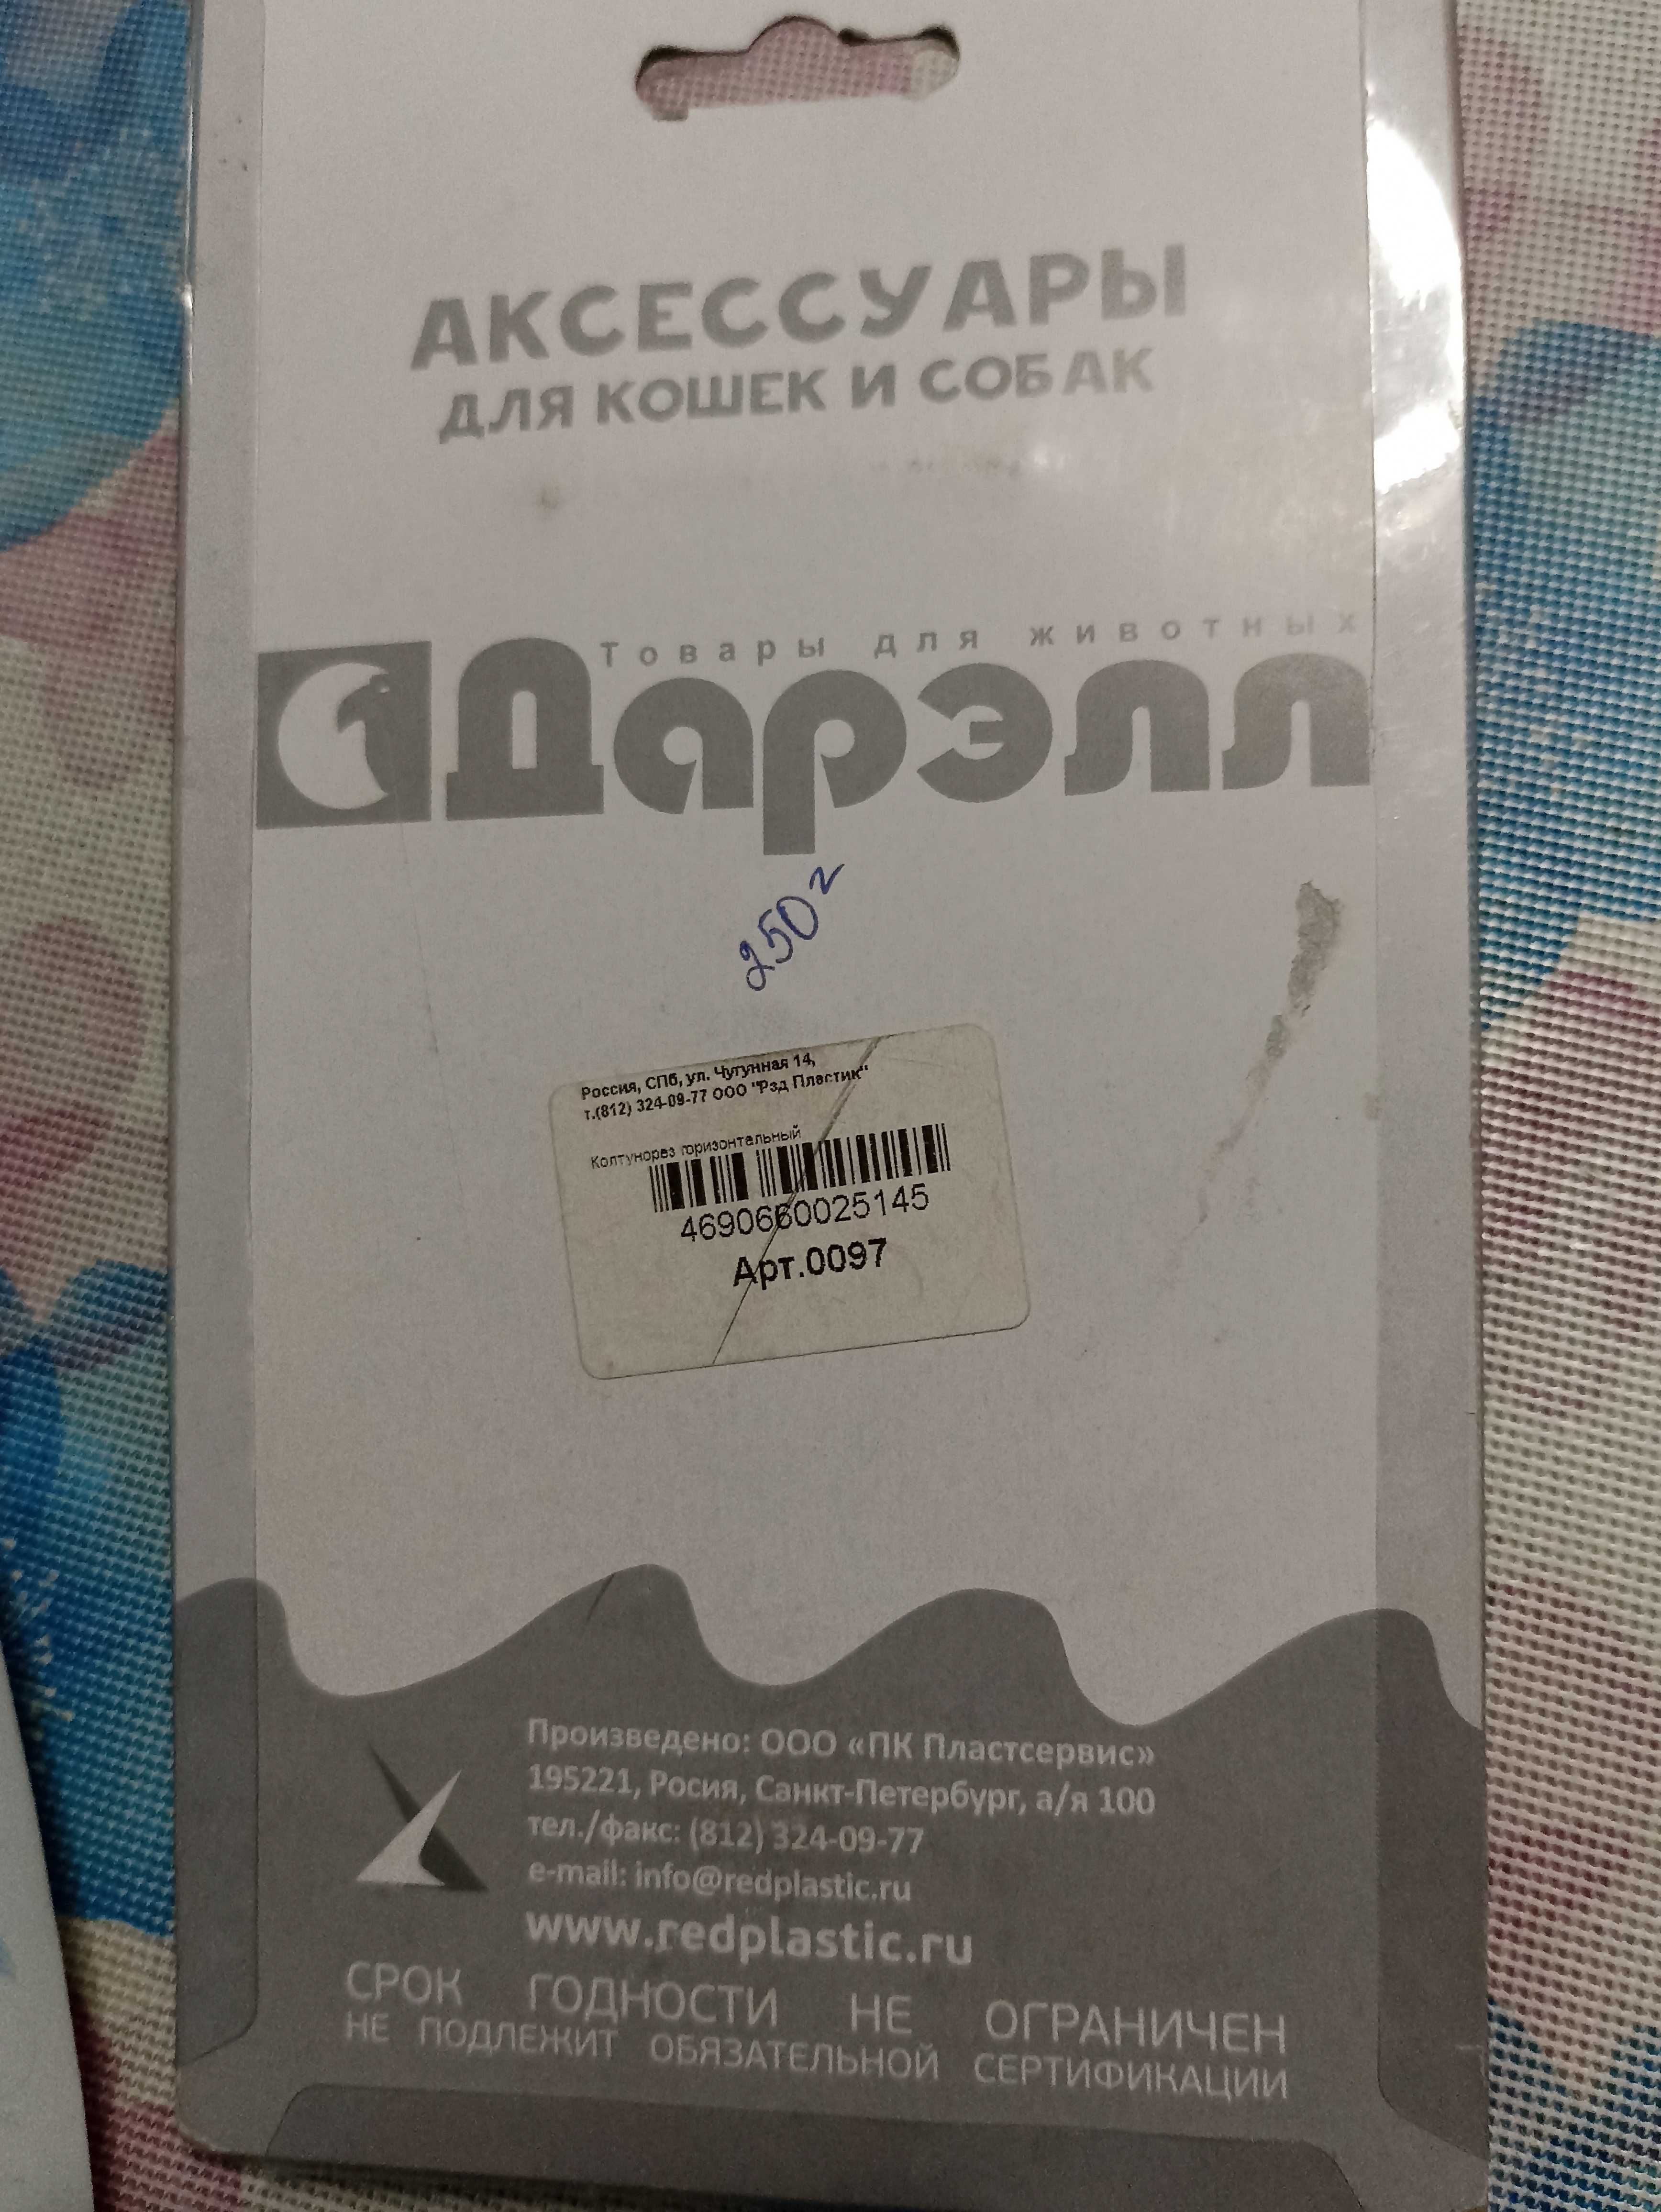 АКСЕССУАРЫ
ДЛЯ КОШЕК И СОБАК
Товары для животных
Дарэлл
250
Россия, СПб, ул. Чугунная 14,
т.(812) 324-09-77 ООО "Рэд Пластик"
Колтунорез горизонтальный
4690660025145
Арт.0097
Произведено: ООО «ПК Пластсервис»
195221, Росия, Санкт-Петербург, а/я 100
тел./факс: (812) 324-09-77
e-mail: info@redplastic.ru
www.redplastic.ru
СРОК ГОДНОСТИ НЕ ОГРАНИЧЕН
НЕ ПОДЛЕЖИТ ОБЯЗАТЕЛЬНОЙ СЕРТИФИКАЦИИ